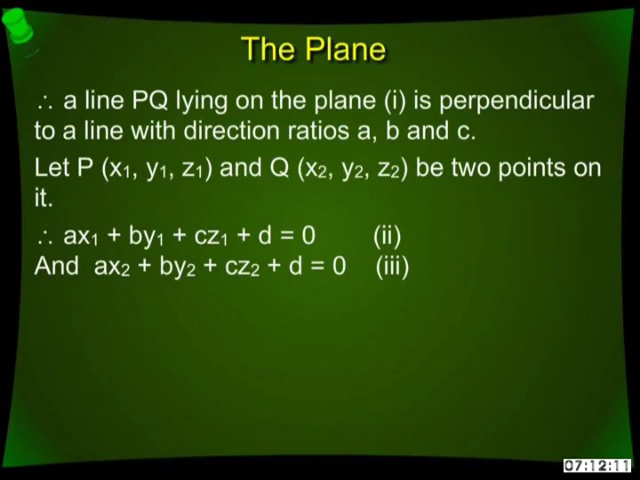 The Plane
∴ a line PQ lying on the plane (i) is perpendicular
to a line with direction ratios a, b and c.
Let P (x₁, y₁, z₁) and Q (x₂, y₂, z₂) be two points on
it.
∴ ax₁ + by₁ + cz₁ + d = 0 (ii)
And ax₂ + by₂ + cz₂ + d = 0 (iii)
07:12:11